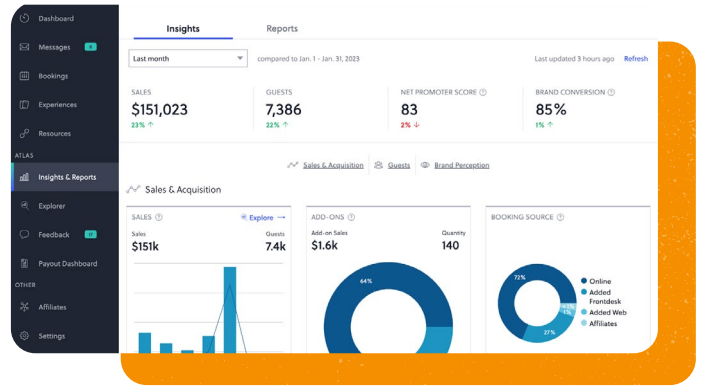 Dashboard
Messages
Bookings
Experiences
Resources
ATLAS
Insights & Reports
Explorer
Feedback 17
Payout Dashboard
OTHER
Affiliates
Settings
Insights Reports
Last month compared to Jan. 1 - Jan. 31, 2023 Last updated 3 hours ago Refresh
SALES GUESTS NET PROMOTER SCORE BRAND CONVERSION
$151,023 7,386 83 85%
23% ↑ 22% ↑ 2% ↓ 1% ↑
Sales & Acquisition Guests Brand Perception
Sales & Acquisition
SALES Explore → ADD-ONS BOOKING SOURCE
Sales Guests Add-on Sales Quantity
$151k 7.4k $1.6k 140
64% 72%
Online
Added
Frontdesk
Added Web
Affiliates
1%
27%